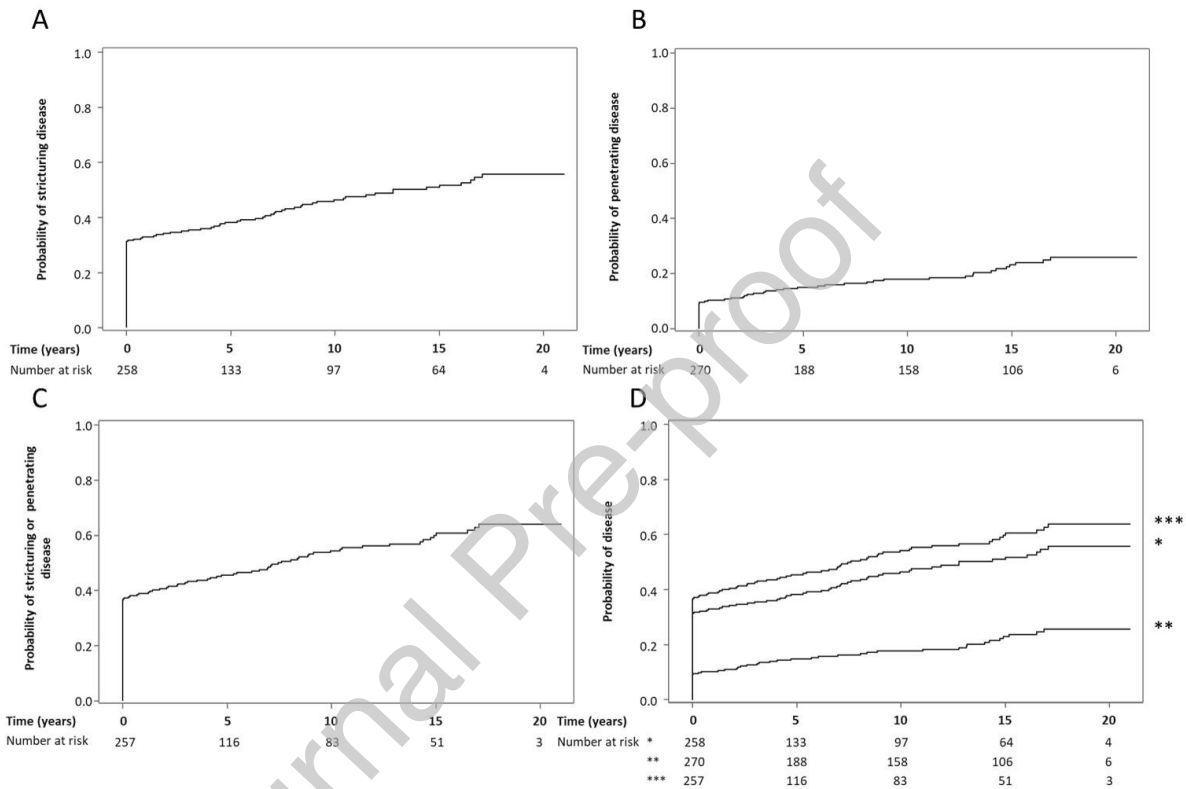 A
Probability of stricturing disease
1.0
0.8
0.6
0.4
0.2
0.0
Time (years) 0 5 10 15 20
Number at risk 258 133 97 64 4
B
Probability of penetrating disease
1.0
0.8
0.6
0.4
0.2
0.0
Time (years) 0 5 10 15 20
Number at risk 270 188 158 106 6
C
Probability of stricturing or penetrating
disease
1.0
0.8
0.6
0.4
0.2
0.0
Time (years) 0 5 10 15 20
Number at risk 257 116 83 51 3
D
Probability of disease
1.0
0.8
0.6
0.4
0.2
0.0
***
*
**
Time (years) 0 5 10 15 20
Number at risk * 258 133 97 64 4
** 270 188 158 106 6
*** 257 116 83 51 3
urnal Pre-proof